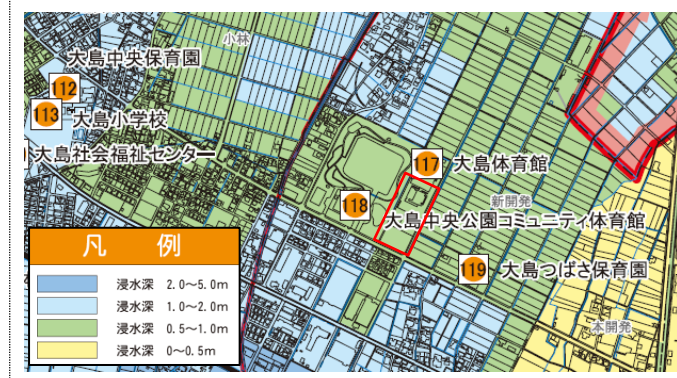 小林
大島中央保育園
112
113
大島小学校
大島社会福祉センター
117
大島体育館
新開発
118
大島中央公園コミュニティ体育館
119
大島つばさ保育園
本開発
凡 例
浸水深 2.0～5.0m
浸水深 1.0～2.0m
浸水深 0.5～1.0m
浸水深 0～0.5m